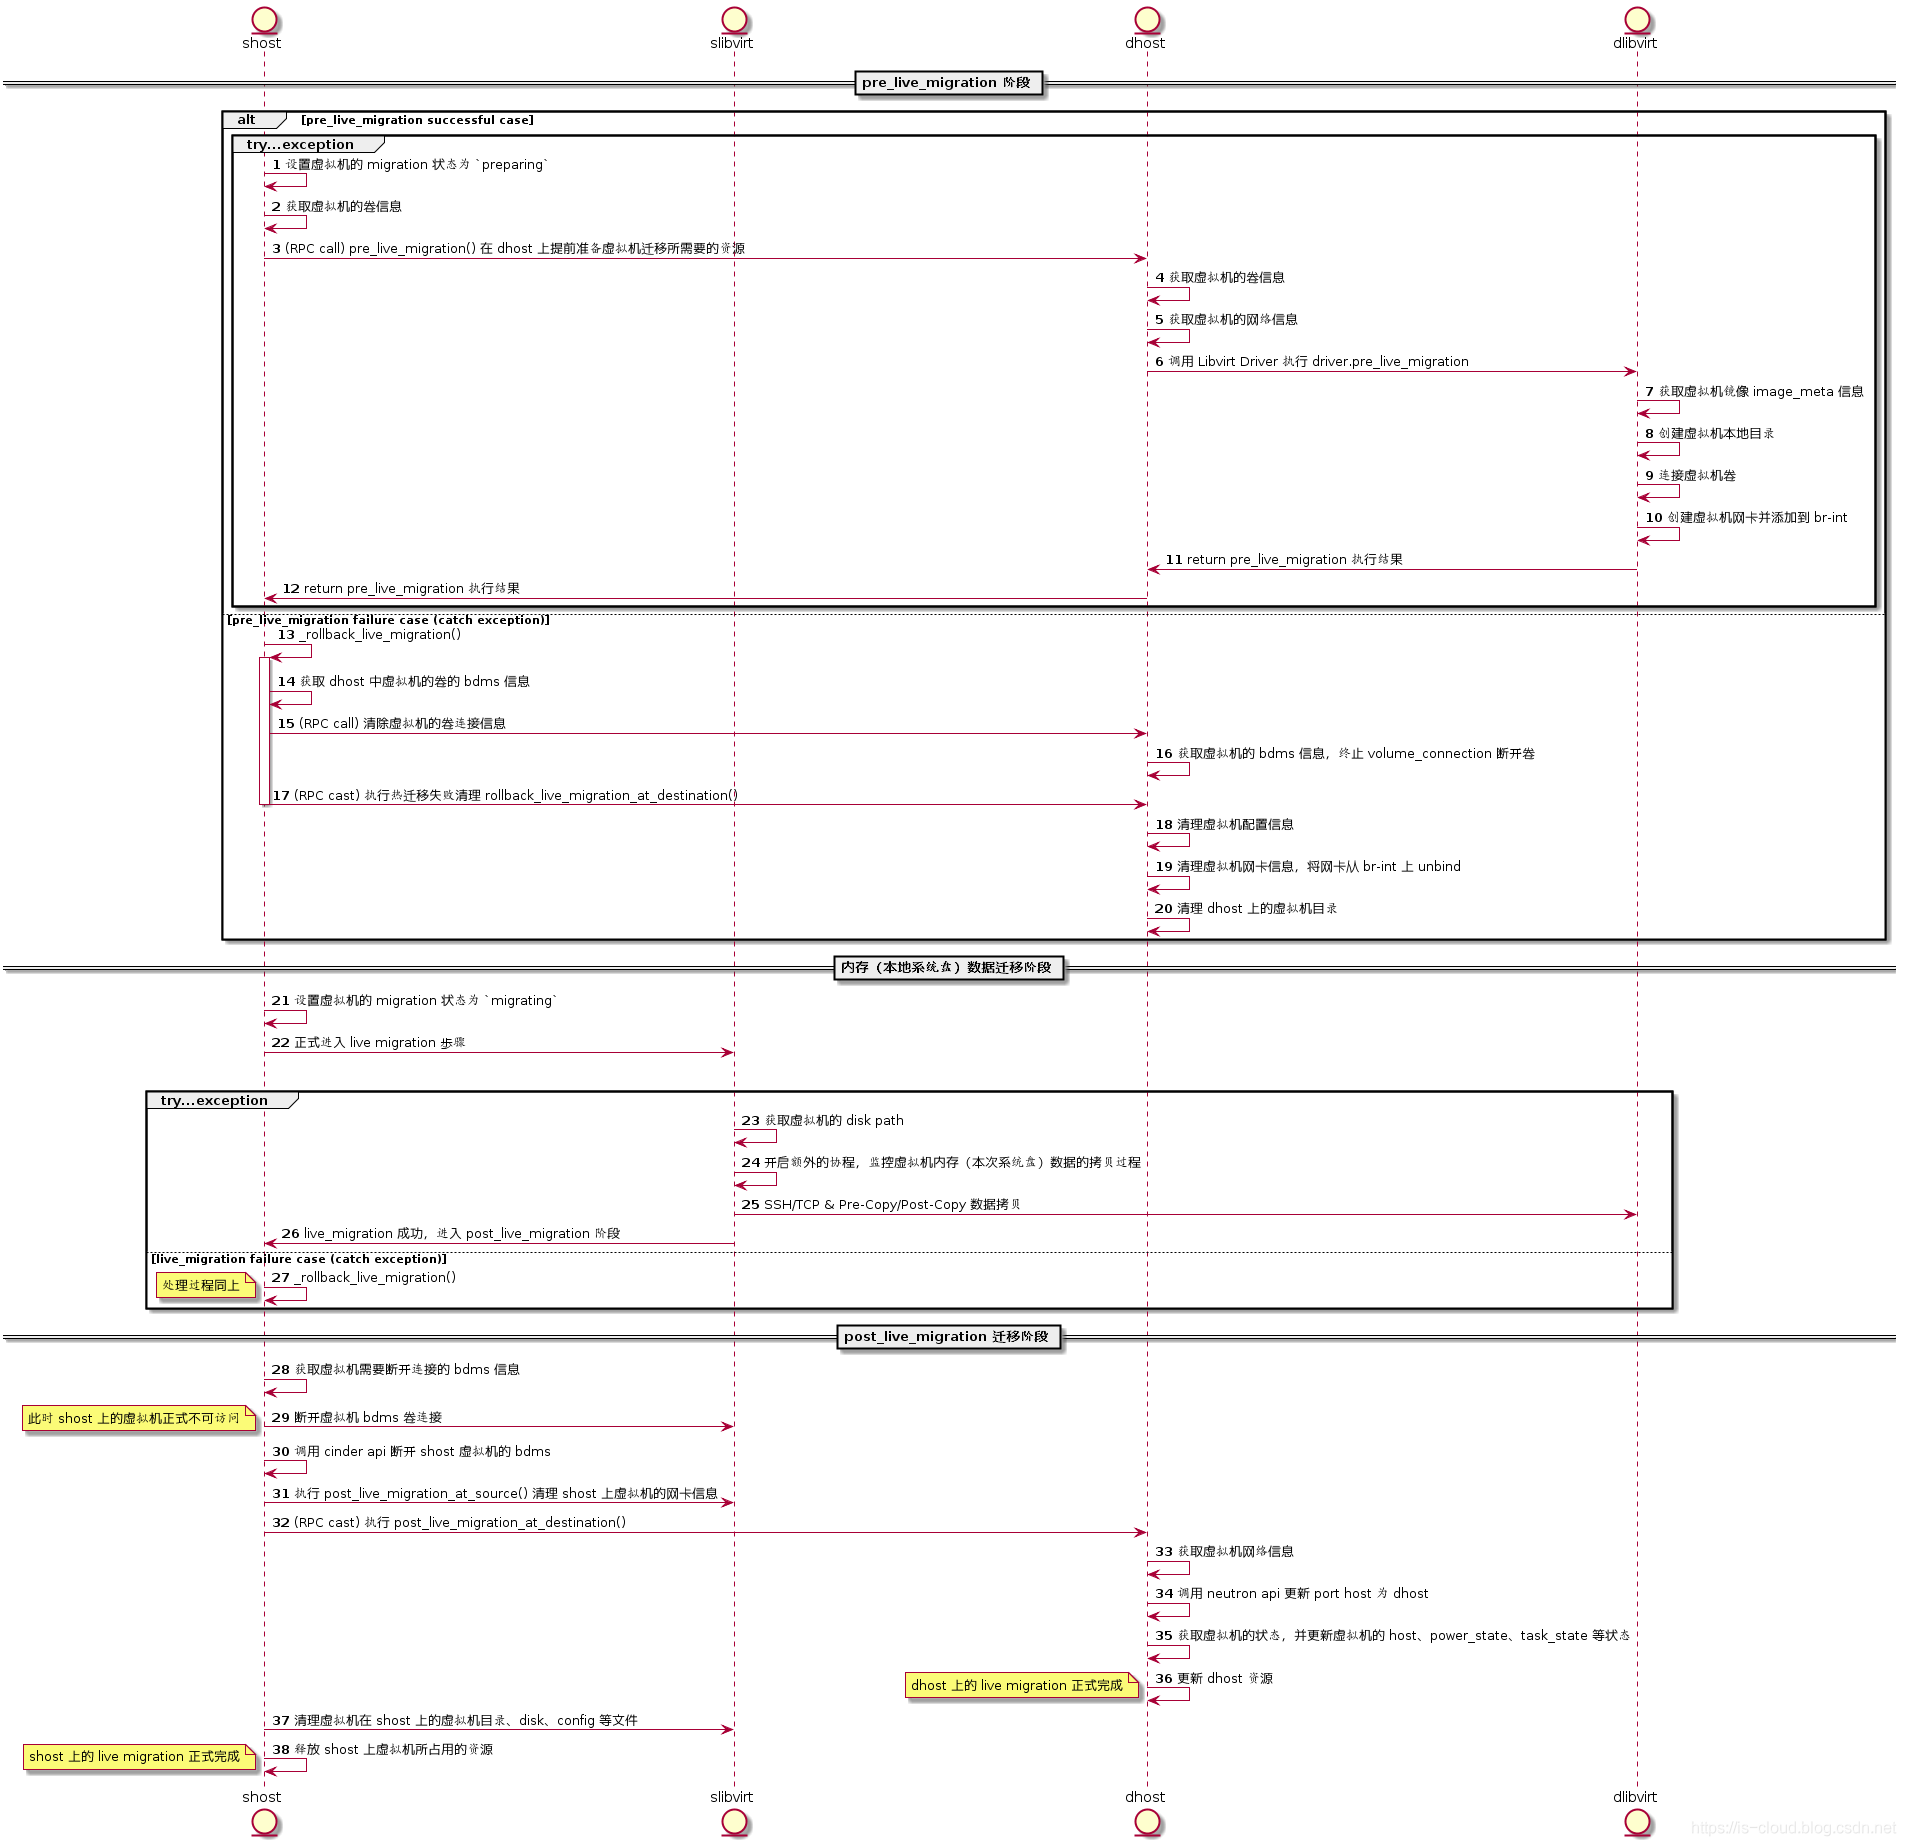 shost slibvirt dhost dlibvirt
pre_live_migration 阶段
alt [pre_live_migration successful case]
try...exception
1 设置虚拟机的 migration 状态为 `preparing`
2 获取虚拟机的卷信息
3 (RPC call) pre_live_migration() 在 dhost 上提前准备虚拟机迁移所需要的资源
4 获取虚拟机的卷信息
5 获取虚拟机的网络信息
6 调用 Libvirt Driver 执行 driver.pre_live_migration
7 获取虚拟机镜像 image_meta 信息
8 创建虚拟机本地目录
9 连接虚拟机卷
10 创建虚拟机网卡并添加到 br-int
11 return pre_live_migration 执行结果
12 return pre_live_migration 执行结果
[pre_live_migration failure case (catch exception)]
13 _rollback_live_migration()
14 获取 dhost 中虚拟机的卷的 bdms 信息
15 (RPC call) 清除虚拟机的卷连接信息
16 获取虚拟机的 bdms 信息，终止 volume_connection 断开卷
17 (RPC cast) 执行热迁移失败清理 rollback_live_migration_at_destination()
18 清理虚拟机配置信息
19 清理虚拟机网卡信息，将网卡从 br-int 上 unbind
20 清理 dhost 上的虚拟机目录
内存（本地系统盘）数据迁移阶段
21 设置虚拟机的 migration 状态为 `migrating`
22 正式进入 live migration 步骤
try...exception
23 获取虚拟机的 disk path
24 开启额外的协程，监控虚拟机内存（本次系统盘）数据的拷贝过程
25 SSH/TCP & Pre-Copy/Post-Copy 数据拷贝
26 live_migration 成功，进入 post_live_migration 阶段
[live_migration failure case (catch exception)]
处理过程同上 27 _rollback_live_migration()
post_live_migration 迁移阶段
28 获取虚拟机需要断开连接的 bdms 信息
此时 shost 上的虚拟机正式不可访问 29 断开虚拟机 bdms 卷连接
30 调用 cinder api 断开 shost 虚拟机的 bdms
31 执行 post_live_migration_at_source() 清理 shost 上虚拟机的网卡信息
32 (RPC cast) 执行 post_live_migration_at_destination()
33 获取虚拟机网络信息
34 调用 neutron api 更新 port host 为 dhost
35 获取虚拟机的状态，并更新虚拟机的 host、power_state、task_state 等状态
dhost 上的 live migration 正式完成 36 更新 dhost 资源
37 清理虚拟机在 shost 上的虚拟机目录、disk、config 等文件
shost 上的 live migration 正式完成 38 释放 shost 上虚拟机所占用的资源
shost slibvirt dhost dlibvirt
https://is-cloud.blog.csdn.net